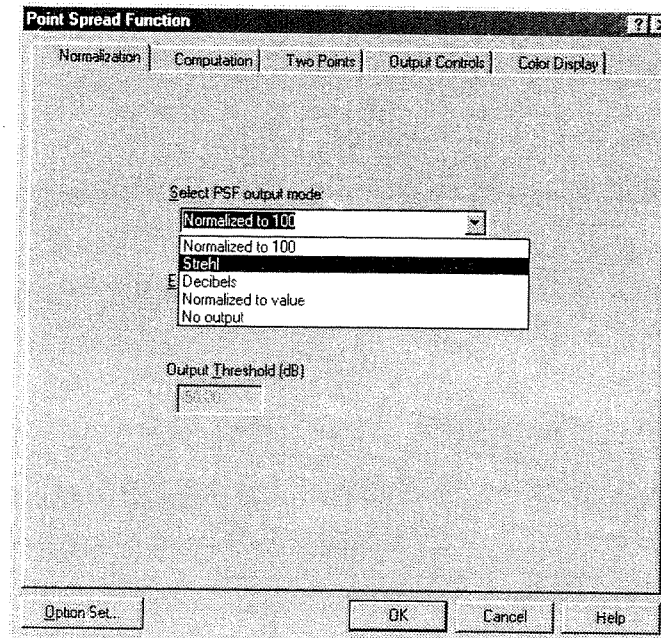 Point Spread Function
Normalization Computation Two Points Output Controls Color Display
Select PSF output mode:
Normalized to 100
Normalized to 100
Strehl
Decibels
Normalized to value
No output
Output Threshold (dB)
Option Set... OK Cancel Help